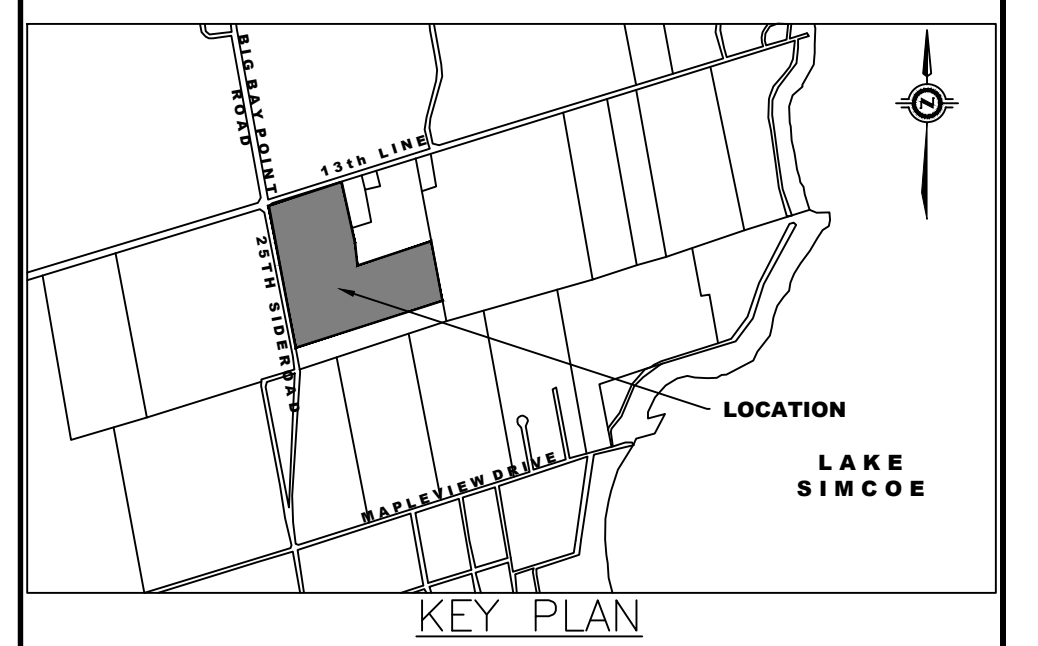 BIG BAY POINT
ROAD
13th LINE
25TH SIDEROAD
N
LOCATION
LAKE
SIMCOE
MAPLEVIEW DRIVE
KEY PLAN